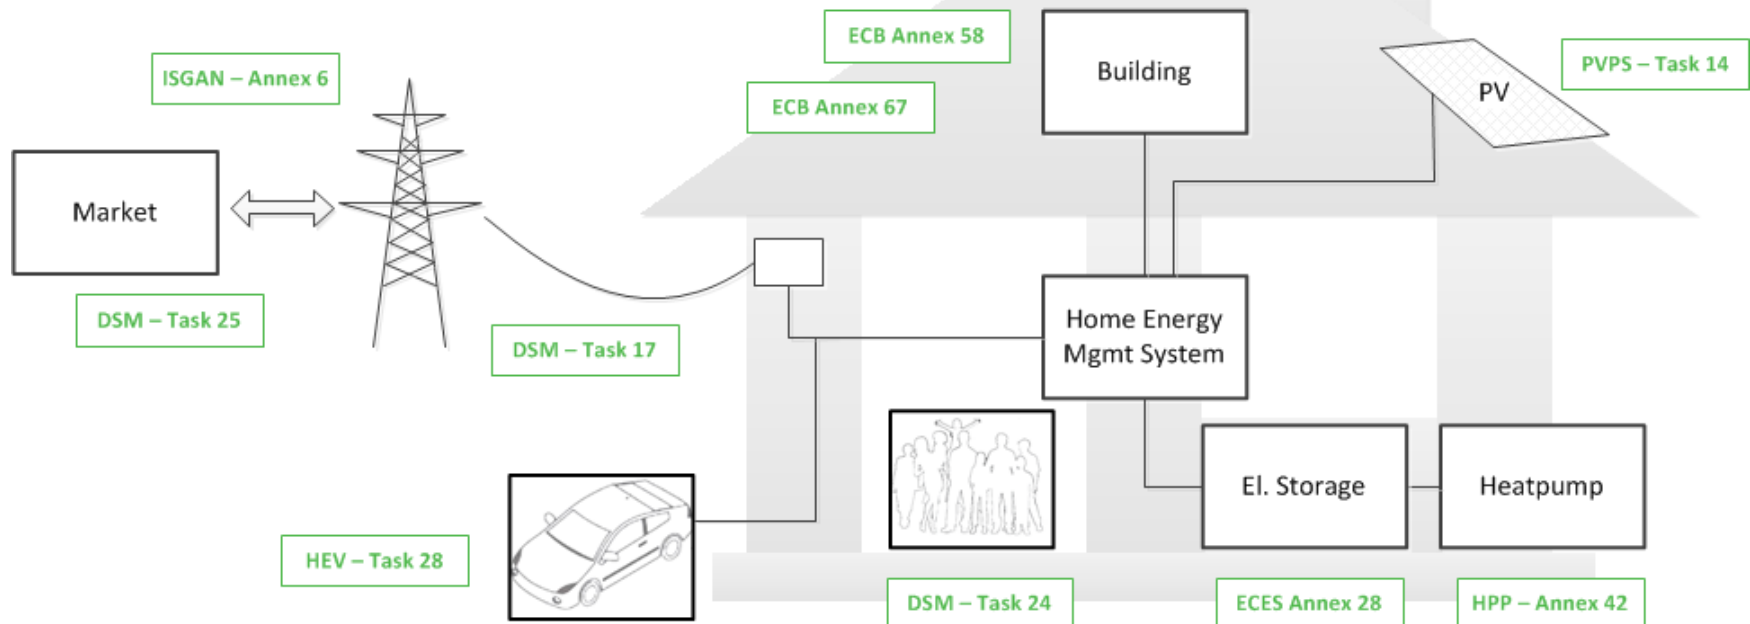 ECB Annex 58
ISGAN – Annex 6
Building
PVPS – Task 14
PV
ECB Annex 67
Market
DSM – Task 25
DSM – Task 17
Home Energy
Mgmt System
El. Storage
Heatpump
HEV – Task 28
DSM – Task 24
ECES Annex 28
HPP – Annex 42